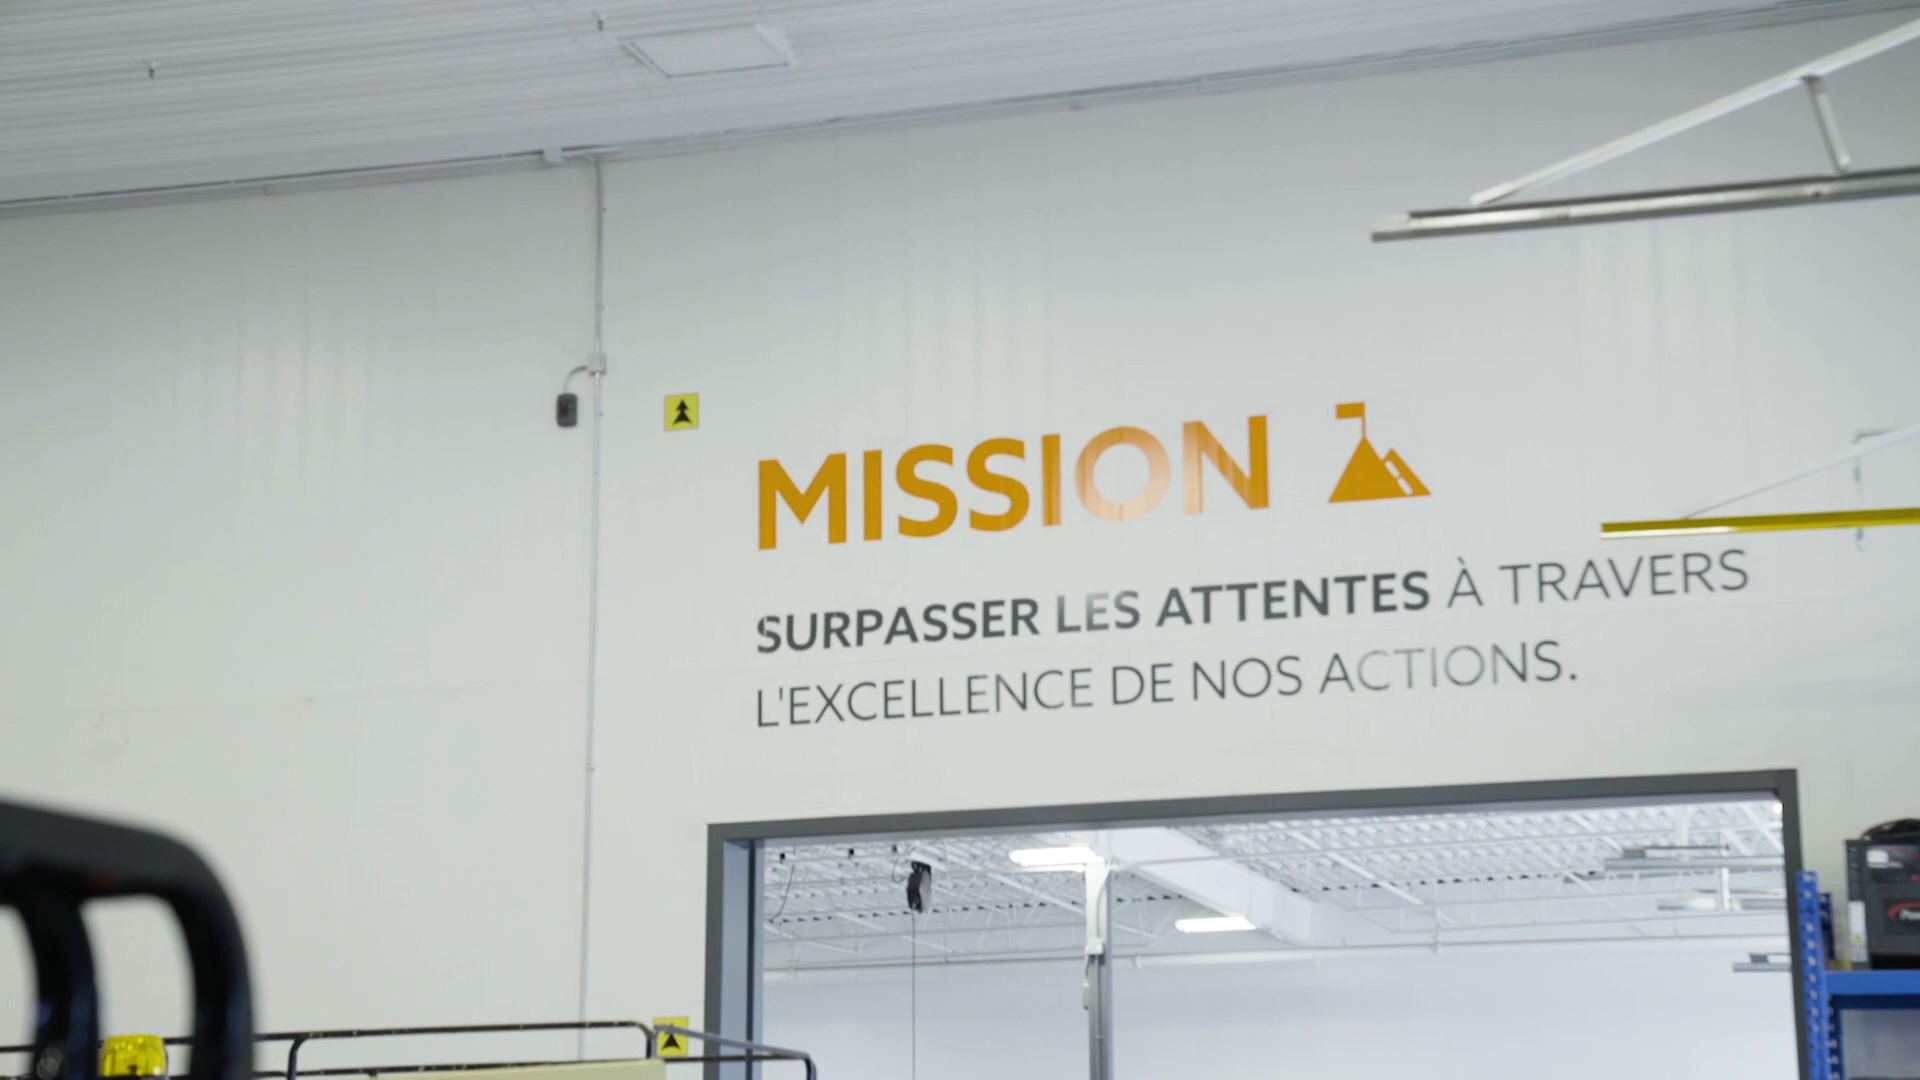 MISSION
SURPASSER LES ATTENTES À TRAVERS
L'EXCELLENCE DE NOS ACTIONS.